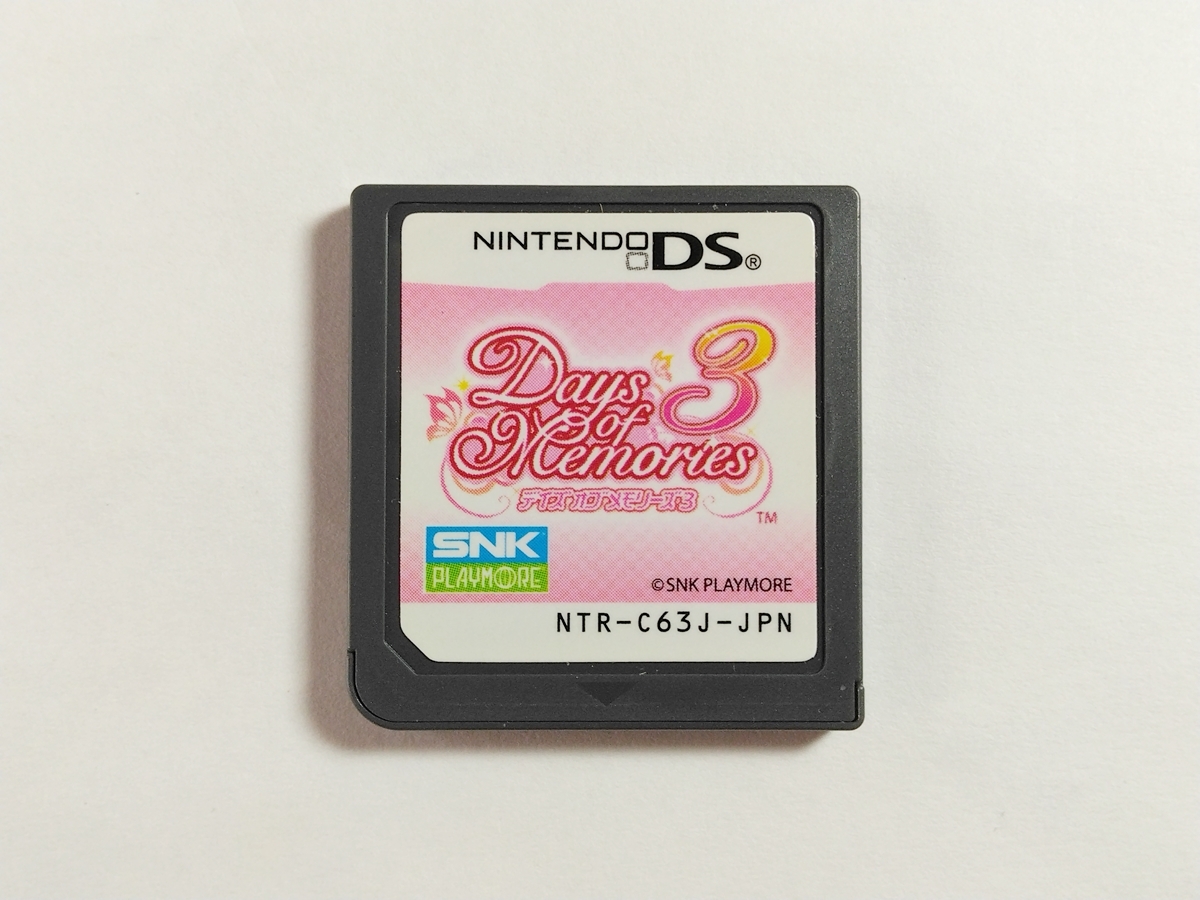 NINTENDO DS®
Days of Memories 3
デイズ オブ メモリーズ 3
TM
SNK
PLAYMORE
©SNK PLAYMORE
NTR-C63J-JPN